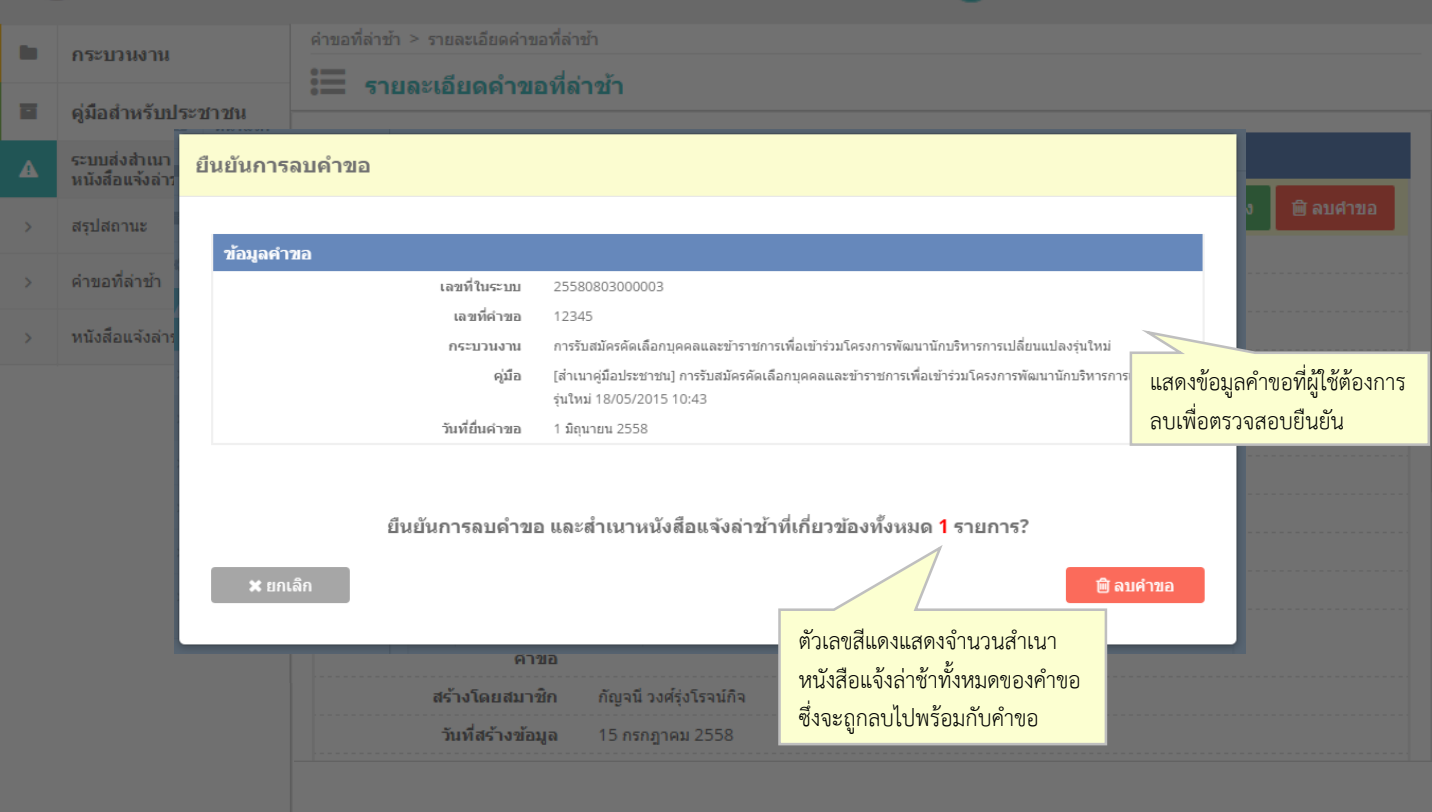 คำขอที่ล่าช้า > รายละเอียดคำขอที่ล่าช้า
รายละเอียดคำขอที่ล่าช้า
กระบวนงาน
คู่มือสำหรับประชาชน
ระบบส่งสำเนา
หนังสือแจ้งล่าช้
สรุปสถานะ
คำขอที่ล่าช้า
หนังสือแจ้งล่าช้
ลบคำขอ
ยืนยันการลบคำขอ
ข้อมูลคำขอ
เลขที่ในระบบ 25580803000003
เลขที่คำขอ 12345
กระบวนงาน การรับสมัครคัดเลือกบุคคลและข้าราชการเพื่อเข้าร่วมโครงการพัฒนานักบริหารการเปลี่ยนแปลงรุ่นใหม่
คู่มือ [สำเนาคู่มือประชาชน] การรับสมัครคัดเลือกบุคคลและข้าราชการเพื่อเข้าร่วมโครงการพัฒนานักบริหารการ
รุ่นใหม่ 18/05/2015 10:43
วันที่ยื่นคำขอ 1 มิถุนายน 2558
แสดงข้อมูลคำขอที่ผู้ใช้ต้องการ
ลบเพื่อตรวจสอบยืนยัน
ยืนยันการลบคำขอ และสำเนาหนังสือแจ้งล่าช้าที่เกี่ยวข้องทั้งหมด 1 รายการ?
ยกเลิก
ลบคำขอ
ตัวเลขสีแดงแสดงจำนวนสำเนา
หนังสือแจ้งล่าช้าทั้งหมดของคำขอ
ซึ่งจะถูกลบไปพร้อมกับคำขอ
คำขอ
สร้างโดยสมาชิก กัญจนี วงศ์รุ่งโรจน์กิจ
วันที่สร้างข้อมูล 15 กรกฎาคม 2558